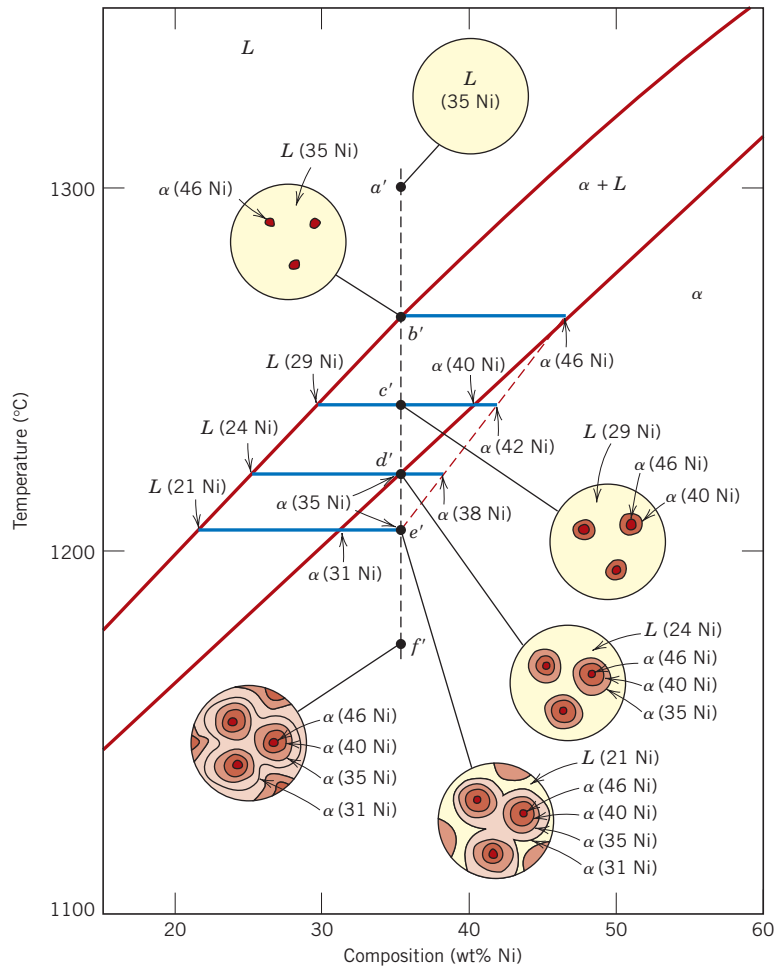 L
L
(35 Ni)
L (35 Ni)
α (46 Ni)
1300
a′
α + L
α
b′
L (29 Ni)
α (40 Ni)
α (46 Ni)
c′
L (24 Ni)
α (42 Ni)
L (29 Ni)
d′
α (46 Ni)
L (21 Ni)
α (35 Ni)
α (38 Ni)
α (40 Ni)
e′
1200
α (31 Ni)
Temperature (°C)
L (24 Ni)
f′
α (46 Ni)
α (40 Ni)
α (35 Ni)
α (46 Ni)
α (40 Ni)
α (35 Ni)
α (31 Ni)
L (21 Ni)
α (46 Ni)
α (40 Ni)
α (35 Ni)
α (31 Ni)
1100
20 30 40 50 60
Composition (wt% Ni)